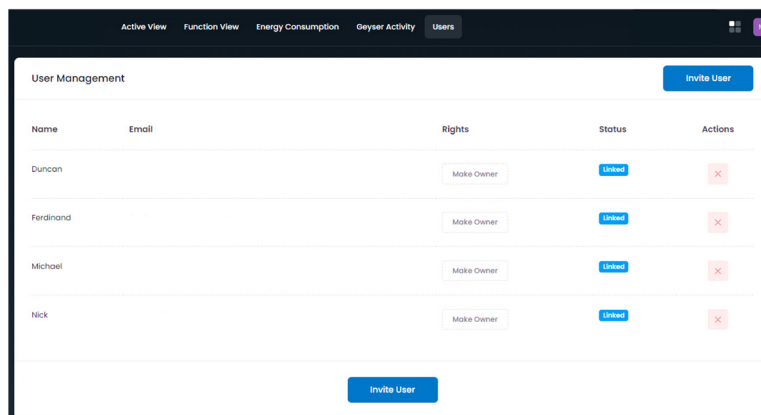 Active View Function View Energy Consumption Geyser Activity Users
User Management Invite User
Name Email Rights Status Actions
Duncan Make Owner Linked
Ferdinand Make Owner Linked
Michael Make Owner Linked
Nick Make Owner Linked
Invite User